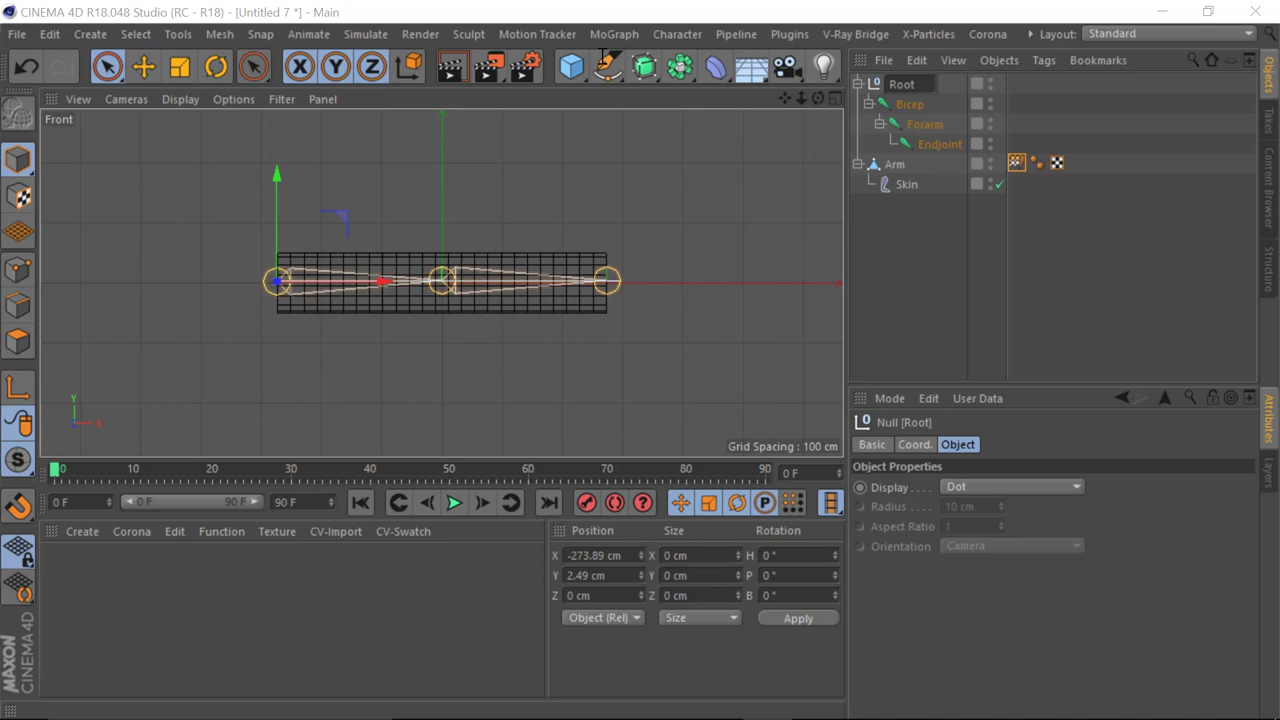 CINEMA 4D R18.048 Studio (RC - R18) - [Untitled 7 *] - Main
File Edit Create Select Tools Mesh Snap Animate Simulate Render Sculpt Motion Tracker MoGraph Character Pipeline Plugins V-Ray Bridge X-Particles Corona Layout: Standard
X Y Z
File Edit View Objects Tags Bookmarks
View Cameras Display Options Filter Panel
Front
Root
Bicep
Forarm
Endjoint
Arm
Skin
Objects
Takes
Content Browser
Structure
Y
X
Grid Spacing : 100 cm
0 10 20 30 40 50 60 70 80 90 0 F
0 F 0 F 90 F 90 F
P
S
Create Corona Edit Function Texture CV-Import CV-Swatch
Position Size Rotation
X -273.89 cm X 0 cm H 0 °
Y 2.49 cm Y 0 cm P 0 °
Z 0 cm Z 0 cm B 0 °
Object (Rel) Size Apply
MAXON CINEMA 4D
Mode Edit User Data
Null [Root]
Basic Coord. Object
Object Properties
Display . . . . Dot
Radius . . . . 10 cm
Aspect Ratio 1
Orientation Camera
Attributes
Layers